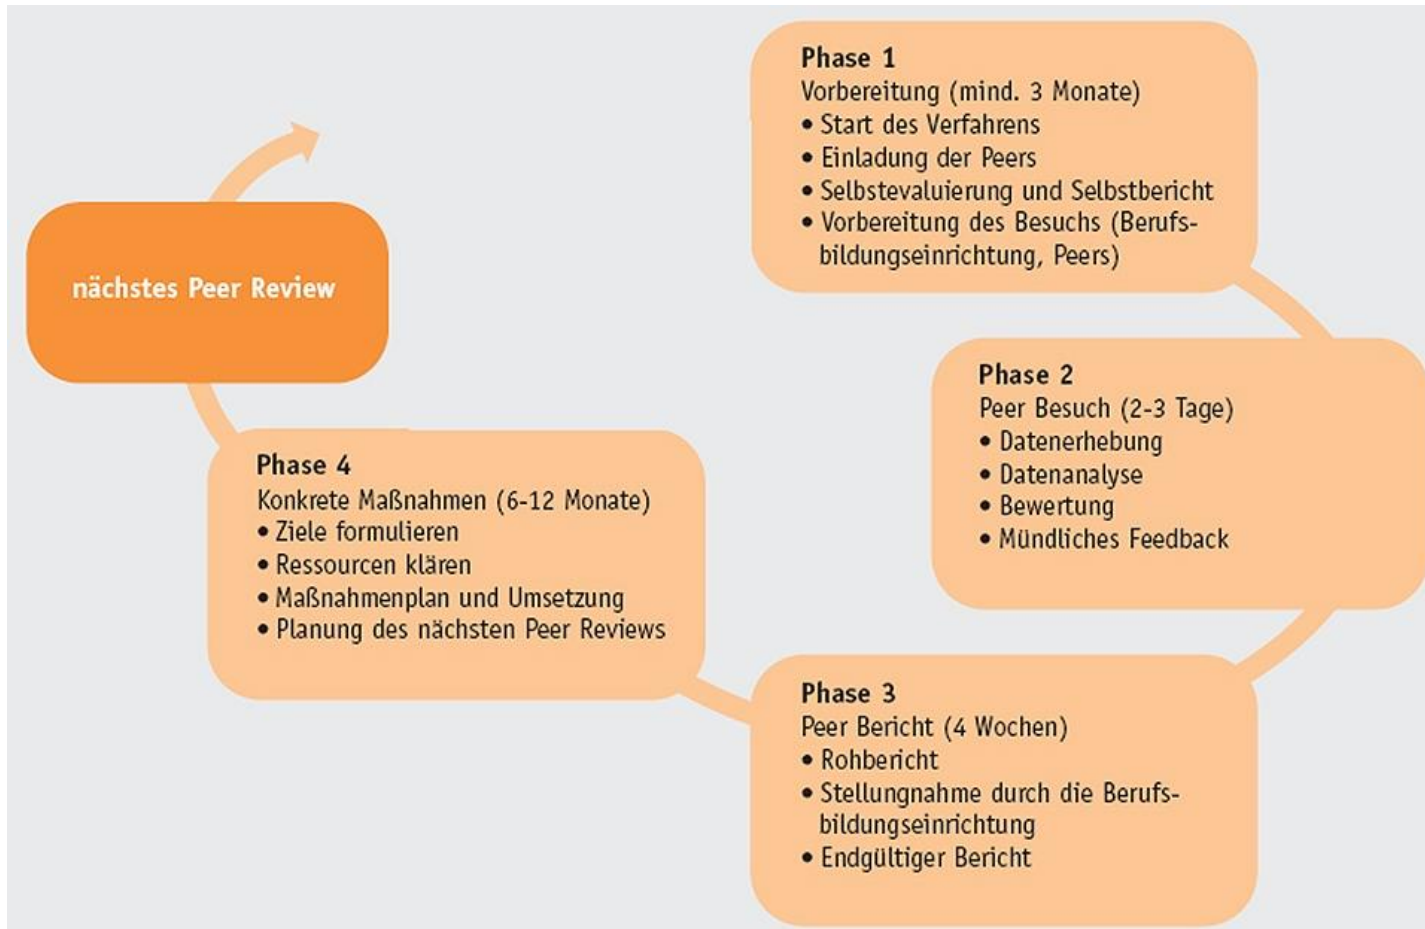 Phase 1
Vorbereitung (mind. 3 Monate)
• Start des Verfahrens
• Einladung der Peers
• Selbstevaluierung und Selbstbericht
• Vorbereitung des Besuchs (Berufs-
bildungseinrichtung, Peers)
Phase 2
Peer Besuch (2-3 Tage)
• Datenerhebung
• Datenanalyse
• Bewertung
• Mündliches Feedback
Phase 3
Peer Bericht (4 Wochen)
• Rohbericht
• Stellungnahme durch die Berufs-
bildungseinrichtung
• Endgültiger Bericht
Phase 4
Konkrete Maßnahmen (6-12 Monate)
• Ziele formulieren
• Ressourcen klären
• Maßnahmenplan und Umsetzung
• Planung des nächsten Peer Reviews
nächstes Peer Review